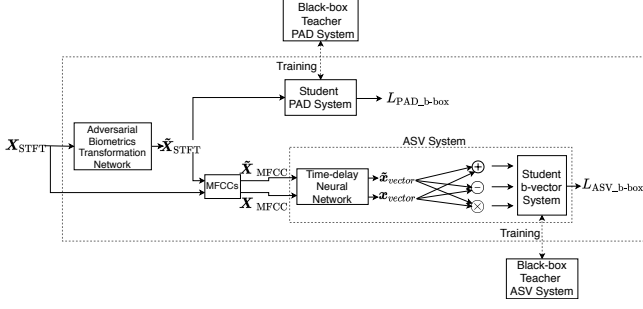 Black-box
Teacher
PAD System
Training
Student
PAD System
L_PAD_b-box
X_STFT
Adversarial
Biometrics
Transformation
Network
X̃_STFT
MFCCs
X̃_MFCC
X_MFCC
ASV System
Time-delay
Neural
Network
x̃_vector
x_vector
+
−
×
Student
b-vector
System
L_ASV_b-box
Training
Black-box
Teacher
ASV System